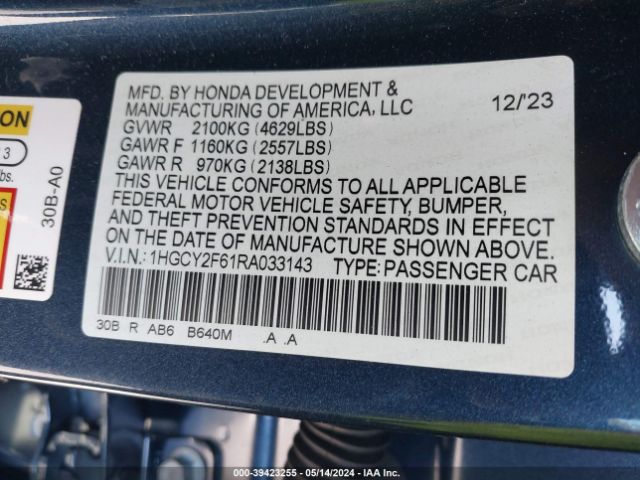 MFD. BY HONDA DEVELOPMENT &
MANUFACTURING OF AMERICA, LLC 12/'23
GVWR 2100KG (4629LBS)
GAWR F 1160KG (2557LBS)
GAWR R 970KG (2138LBS)
THIS VEHICLE CONFORMS TO ALL APPLICABLE
FEDERAL MOTOR VEHICLE SAFETY, BUMPER,
AND THEFT PREVENTION STANDARDS IN EFFECT
ON THE DATE OF MANUFACTURE SHOWN ABOVE.
V.I.N.: 1HGCY2F61RA033143 TYPE: PASSENGER CAR
30B R AB6 B640M .A .A
30B-A0
3
bs.
000-39423255 - 05/14/2024 - IAA Inc.